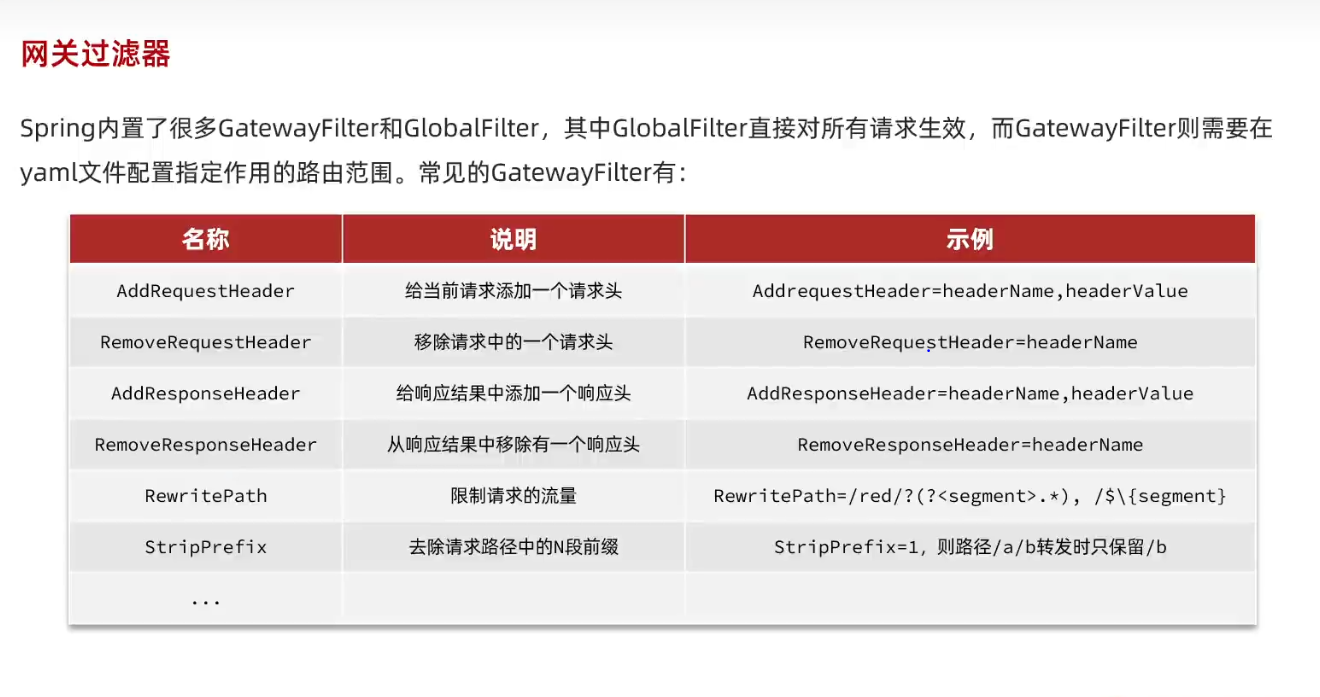 网关过滤器
Spring内置了很多GatewayFilter和GlobalFilter，其中GlobalFilter直接对所有请求生效，而GatewayFilter则需要在
yaml文件配置指定作用的路由范围。常见的GatewayFilter有：
名称 说明 示例
AddRequestHeader 给当前请求添加一个请求头 AddrequestHeader=headerName,headerValue
RemoveRequestHeader 移除请求中的一个请求头 RemoveRequestHeader=headerName
AddResponseHeader 给响应结果中添加一个响应头 AddResponseHeader=headerName,headerValue
RemoveResponseHeader 从响应结果中移除有一个响应头 RemoveResponseHeader=headerName
RewritePath 限制请求的流量 RewritePath=/red/?(?<segment>.*), /$\{segment}
StripPrefix 去除请求路径中的N段前缀 StripPrefix=1，则路径/a/b转发时只保留/b
...